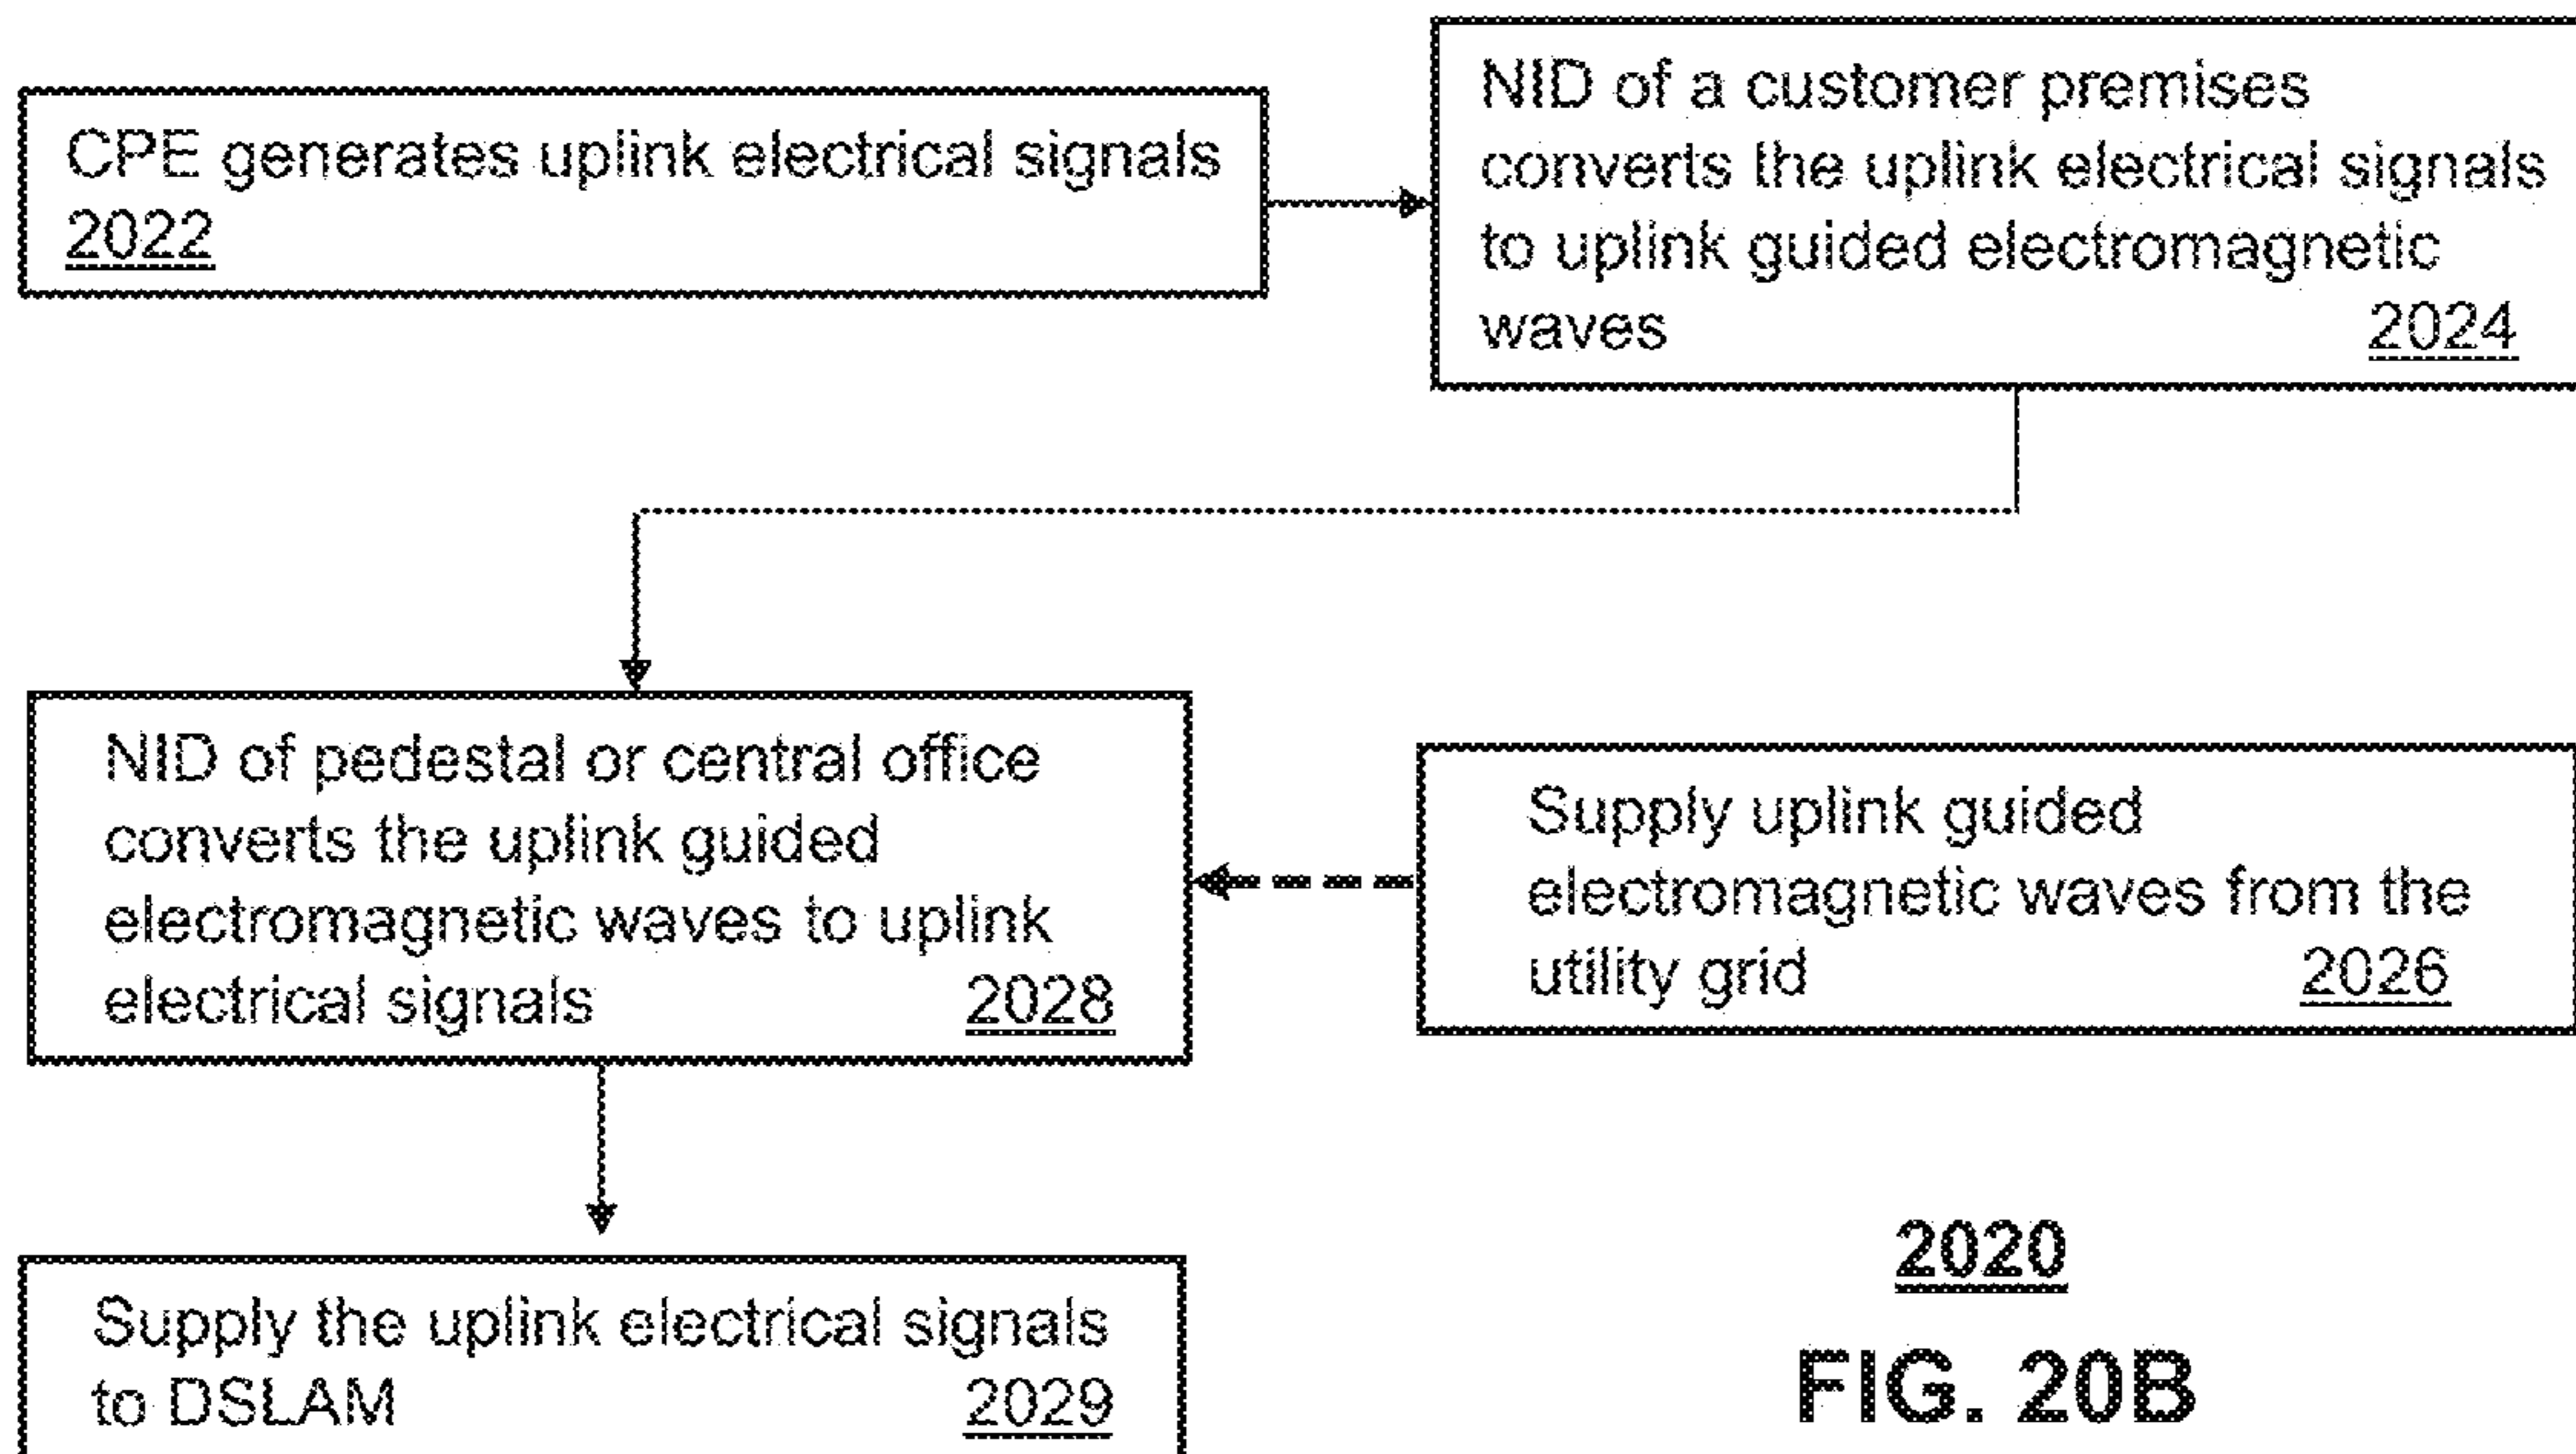 CPE generates uplink electrical signals
2022
NID of a customer premises
converts the uplink electrical signals
to uplink guided electromagnetic
waves 2024
NID of pedestal or central office
converts the uplink guided
electromagnetic waves to uplink
electrical signals 2028
Supply uplink guided
electromagnetic waves from the
utility grid 2026
Supply the uplink electrical signals
to DSLAM 2029
2020
FIG. 20B